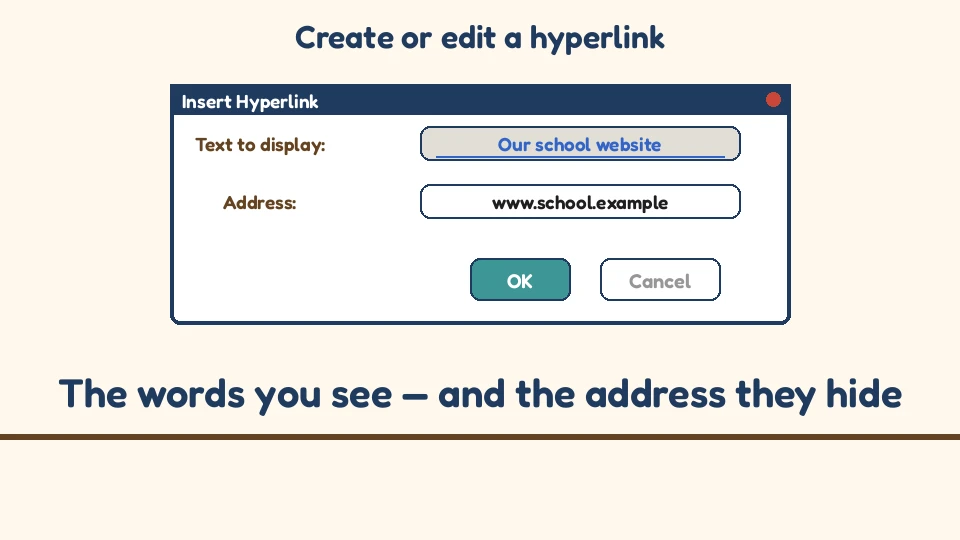 Create or edit a hyperlink
Insert Hyperlink
Text to display: Our school website
Address: www.school.example
OK Cancel
The words you see — and the address they hide